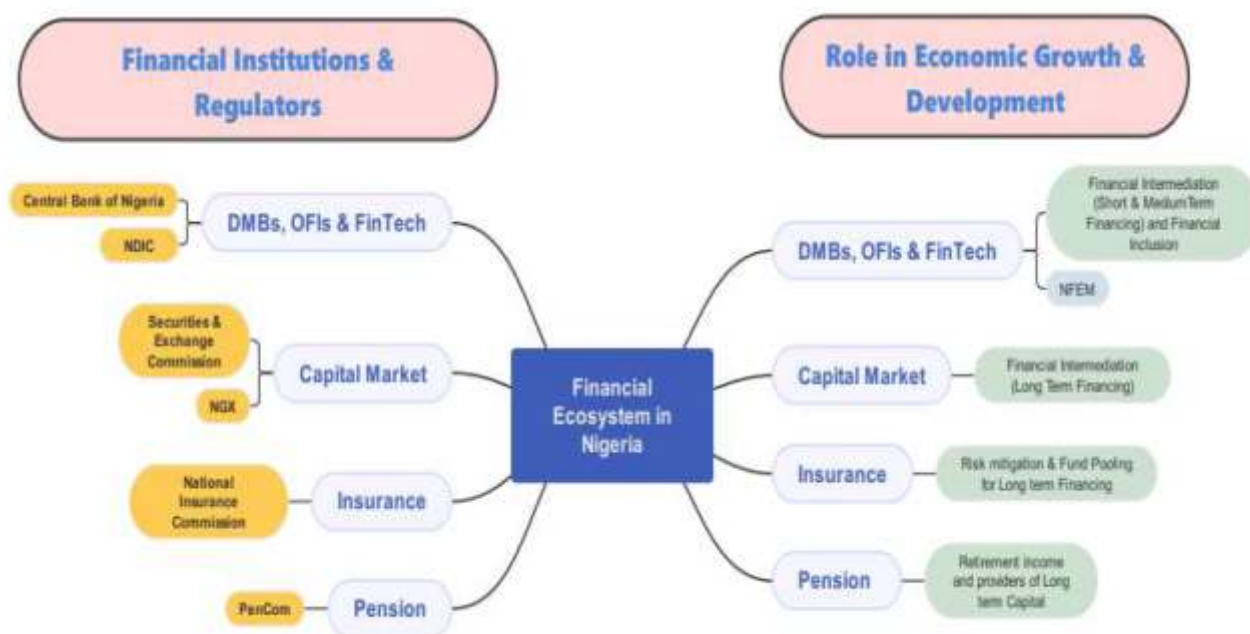 Financial Institutions &
Regulators
Role in Economic Growth &
Development
Central Bank of Nigeria
NDIC
DMBs, OFIs & FinTech
Securities &
Exchange
Commission
NGX
Capital Market
National
Insurance
Commission
Insurance
PenCom
Pension
Financial
Ecosystem in
Nigeria
DMBs, OFIs & FinTech
Financial Intermediation
(Short & MediumTerm
Financing) and Financial
Inclusion
NFEM
Capital Market
Financial Intermediation
(Long Term Financing)
Insurance
Risk mitigation & Fund Pooling
for Long term Financing
Pension
Retirement income
and providers of Long
term Capital